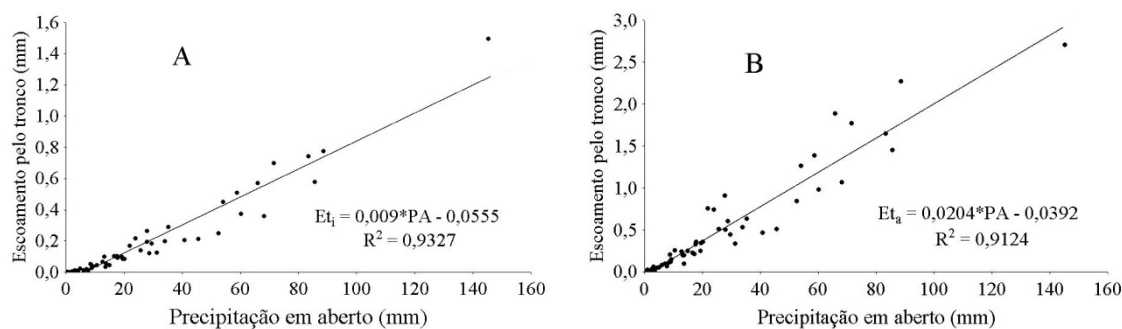 A
Escoamento pelo tronco (mm)
1,6
1,4
1,2
1,0
0,8
0,6
0,4
0,2
0,0
Et_i = 0,009*PA - 0,0555
R² = 0,9327
0 20 40 60 80 100 120 140 160
Precipitação em aberto (mm)
B
Escoamento pelo tronco (mm)
3,0
2,5
2,0
1,5
1,0
0,5
0,0
Et_a = 0,0204*PA - 0,0392
R² = 0,9124
0 20 40 60 80 100 120 140 160
Precipitação em aberto (mm)